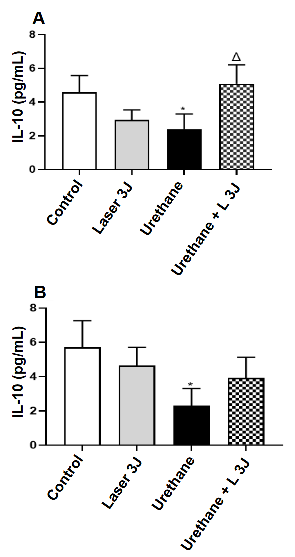 A
IL-10 (pg/mL)
8
6
4
2
0
*
Δ
Control
Laser 3J
Urethane
Urethane + L 3J
B
IL-10 (pg/mL)
8
6
4
2
0
*
Control
Laser 3J
Urethane
Urethane + L 3J